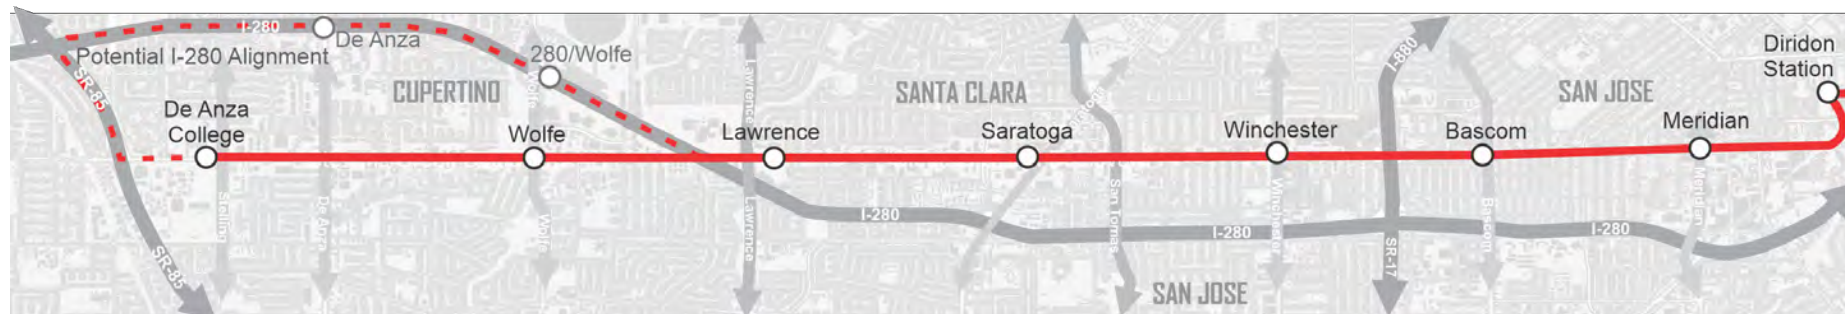 I-280
De Anza
Potential I-280 Alignment
280/Wolfe
SR-85
CUPERTINO
SANTA CLARA
SAN JOSE
I-880
Diridon
Station
De Anza
College
Wolfe
Lawrence
Saratoga
Winchester
Bascom
Meridian
Wolfe
Lawrence
Stelling
De Anza
Wolfe
Lawrence
San Tomas
Winchester
Bascom
Meridian
I-280
I-280
I-280
SR-85
SR-17
SAN JOSE